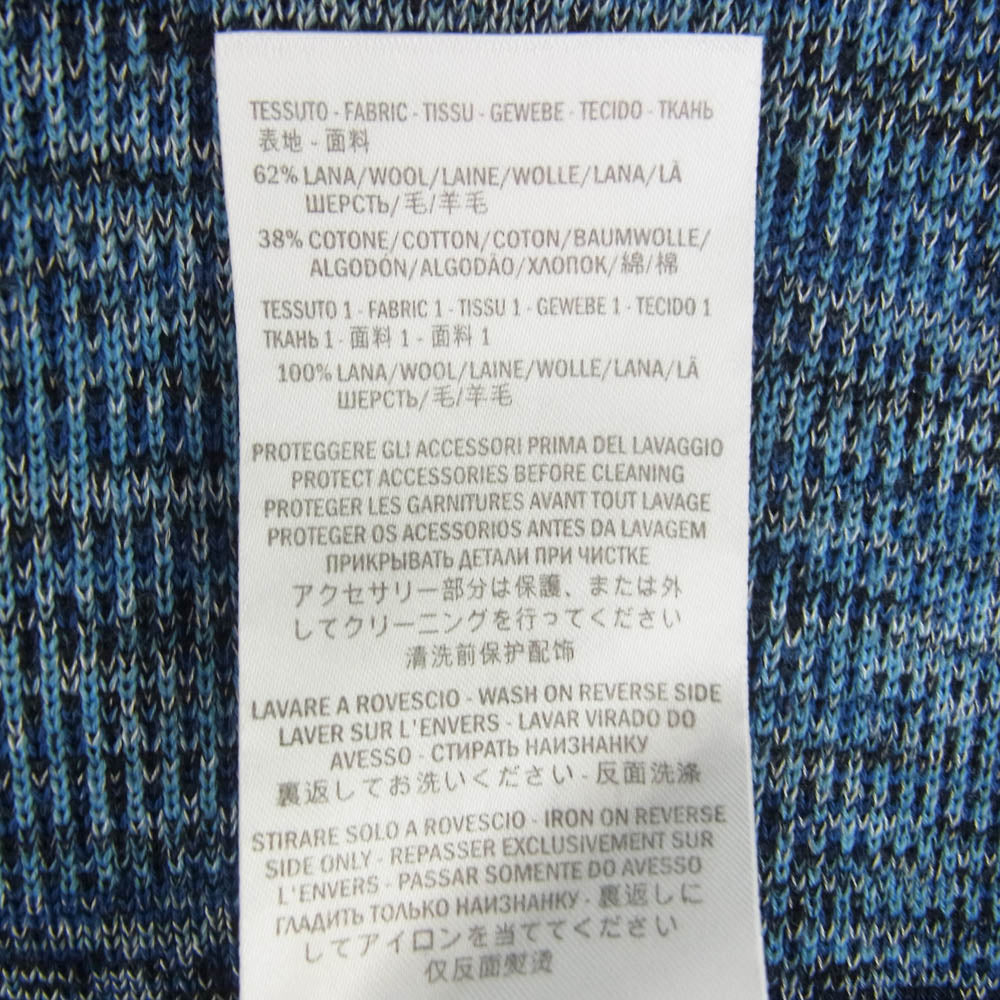 TESSUTO - FABRIC - TISSU - GEWEBE - TECIDO - ТКАНЬ
表地 - 面料
62% LANA/WOOL/LAINE/WOLLE/LANA/LÃ
ШЕРСТЬ/毛/羊毛
38% COTONE/COTTON/COTON/BAUMWOLLE/
ALGODÓN/ALGODÃO/ХЛОПОК/綿/棉
TESSUTO 1 - FABRIC 1 - TISSU 1 - GEWEBE 1 - TECIDO 1
ТКАНЬ 1 - 面料 1 - 面料 1
100% LANA/WOOL/LAINE/WOLLE/LANA/LÃ
ШЕРСТЬ/毛/羊毛
PROTEGGERE GLI ACCESSORI PRIMA DEL LAVAGGIO
PROTECT ACCESSORIES BEFORE CLEANING
PROTEGER LES GARNITURES AVANT TOUT LAVAGE
PROTEGER OS ACESSORIOS ANTES DA LAVAGEM
ПРИКРЫВАТЬ ДЕТАЛИ ПРИ ЧИСТКЕ
アクセサリー部分は保護、または外
してクリーニングを行ってください
清洗前保护配饰
LAVARE A ROVESCIO - WASH ON REVERSE SIDE
LAVER SUR L'ENVERS - LAVAR VIRADO DO
AVESSO - СТИРАТЬ НАИЗНАНКУ
裏返してお洗いください - 反面洗涤
STIRARE SOLO A ROVESCIO - IRON ON REVERSE
SIDE ONLY - REPASSER EXCLUSIVEMENT SUR
L'ENVERS - PASSAR SOMENTE DO AVESSO
ГЛАДИТЬ ТОЛЬКО НАИЗНАНКУ - 裏返しに
してアイロンを当ててください
仅反面熨烫